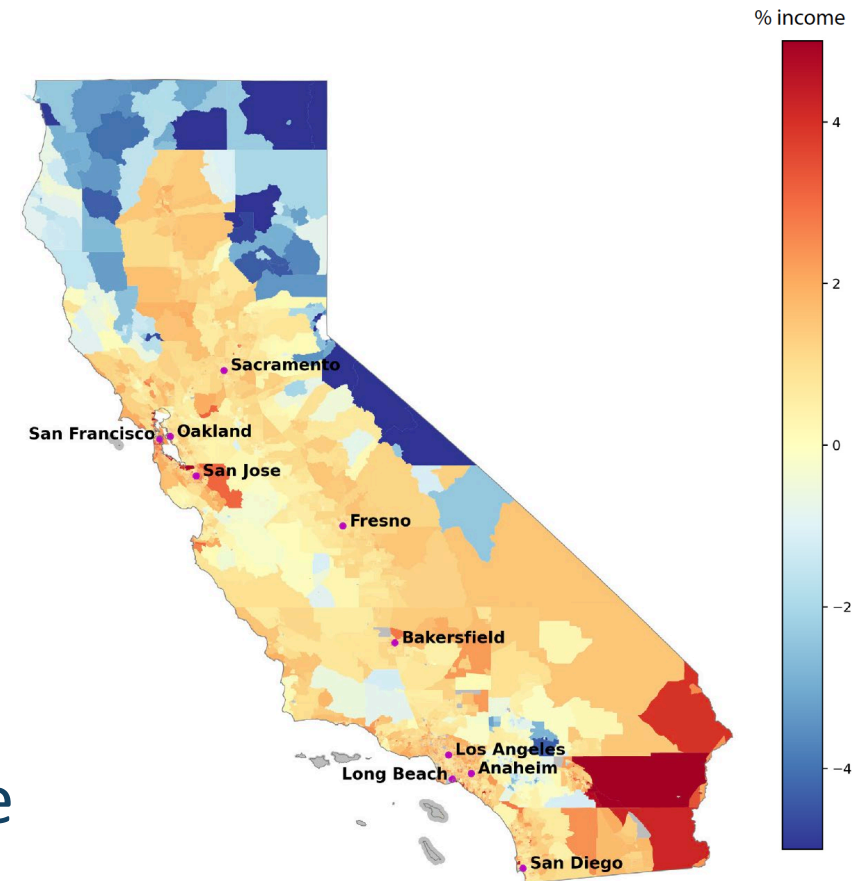 % income
4
2
0
−2
−4
Sacramento
San Francisco
Oakland
San Jose
Fresno
Bakersfield
Los Angeles
Anaheim
Long Beach
San Diego
e